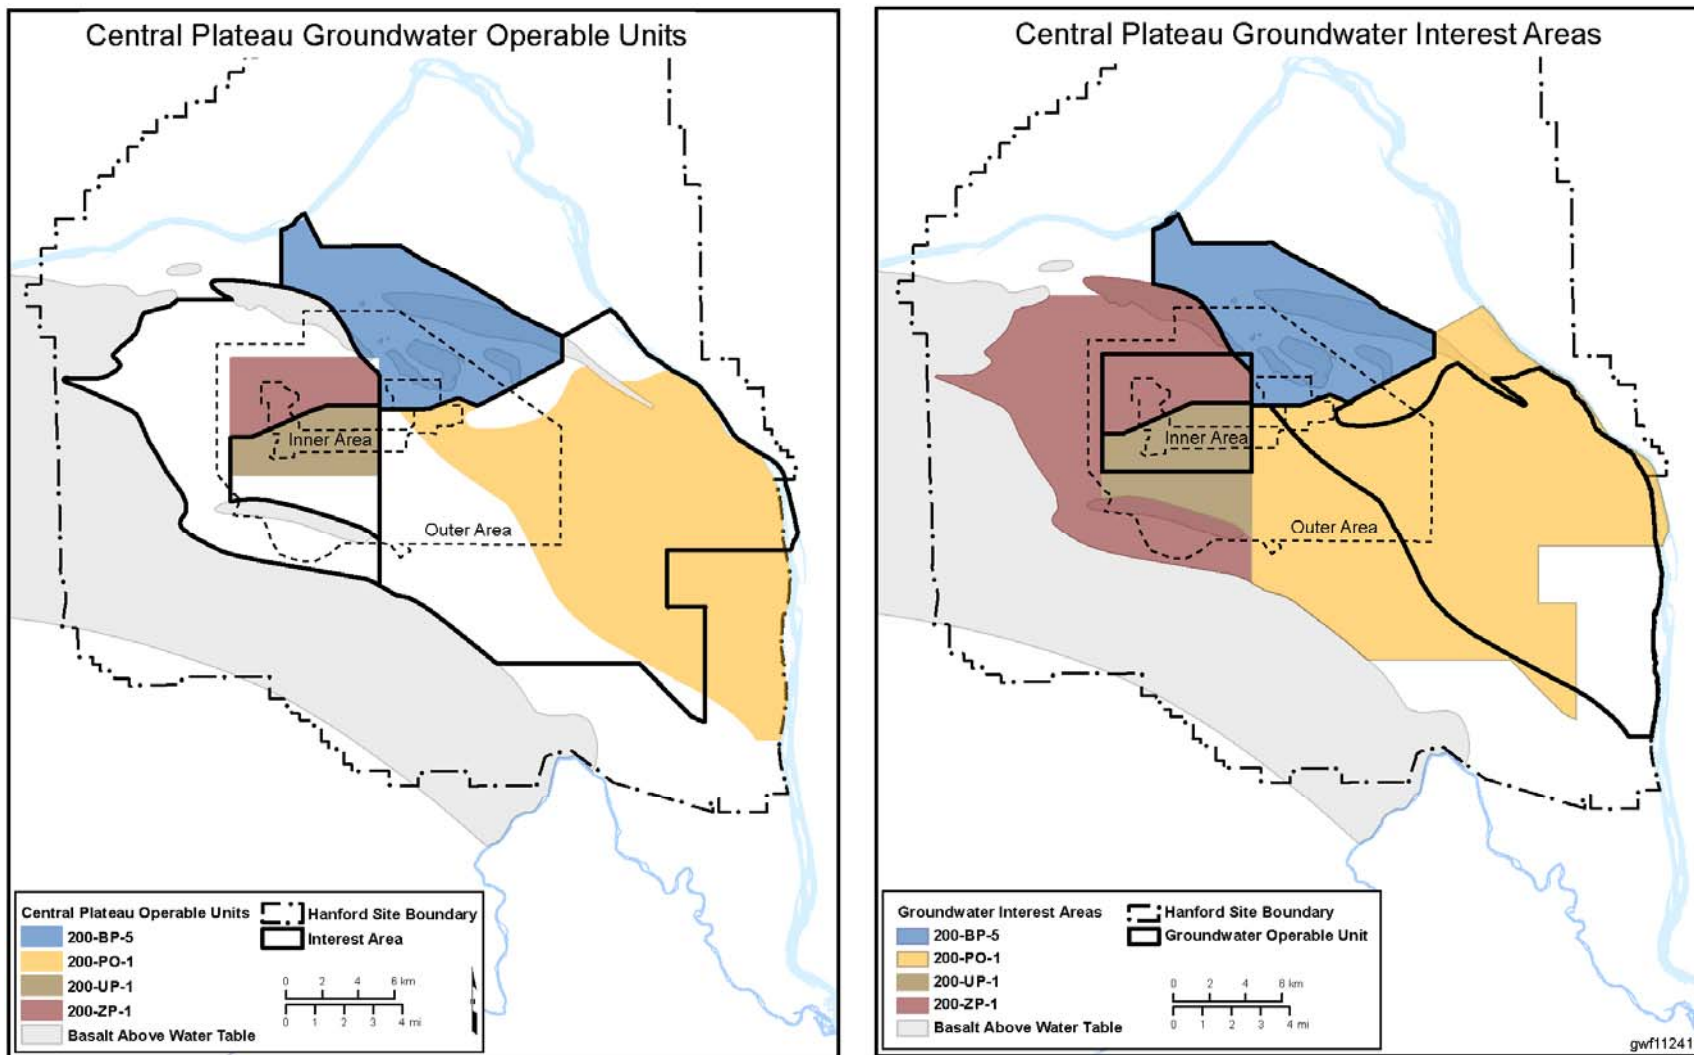 Central Plateau Groundwater Operable Units
Inner Area
Outer Area
Central Plateau Operable Units
200-BP-5
200-PO-1
200-UP-1
200-ZP-1
Basalt Above Water Table
Hanford Site Boundary
Interest Area
0 2 4 6 km
0 1 2 3 4 mi
Central Plateau Groundwater Interest Areas
Inner Area
Outer Area
Groundwater Interest Areas
200-BP-5
200-PO-1
200-UP-1
200-ZP-1
Basalt Above Water Table
Hanford Site Boundary
Groundwater Operable Unit
0 2 4 6 km
0 1 2 3 4 mi
gwf11241